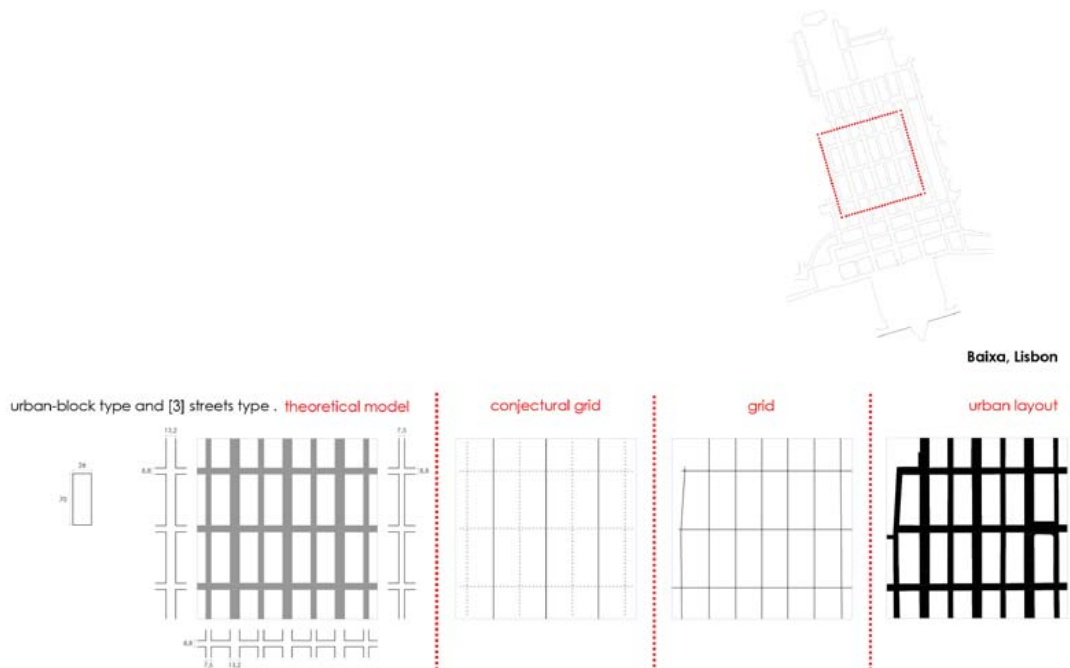 Baixa, Lisbon
urban-block type and [3] streets type . theoretical model
conjectural grid
grid
urban layout
13,2
7,5
8,8
8,8
26
70
8,8
7,5
13,2